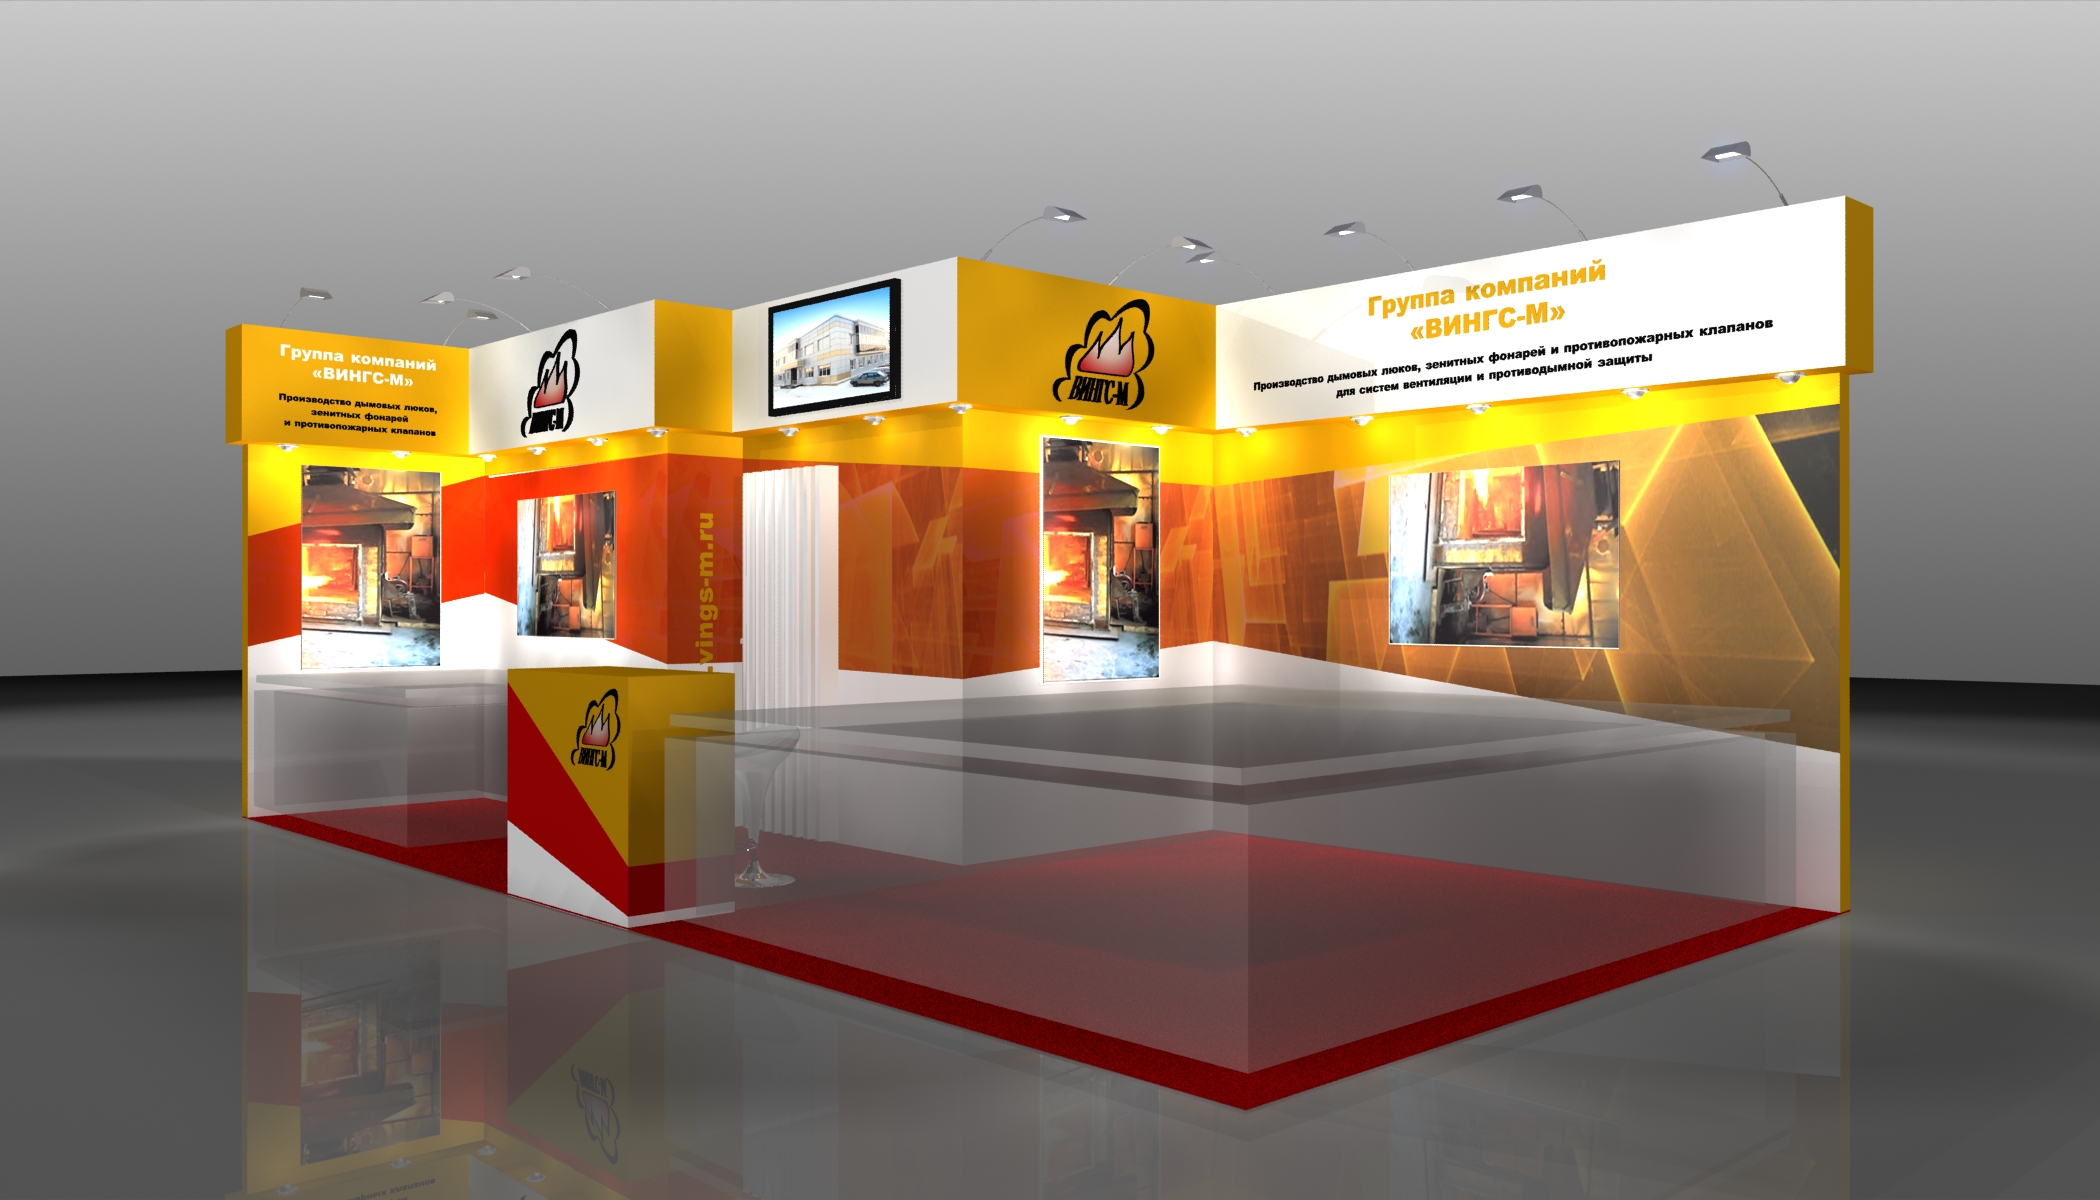 Группа компаний
«ВИНГС-М»
Производство дымовых люков,
зенитных фонарей
и противопожарных клапанов
ВИНГС-М
ВИНГС-М
Группа компаний
«ВИНГС-М»
Производство дымовых люков, зенитных фонарей и противопожарных клапанов
для систем вентиляции и противодымной защиты
.vings-m.ru
ВИНГС-М